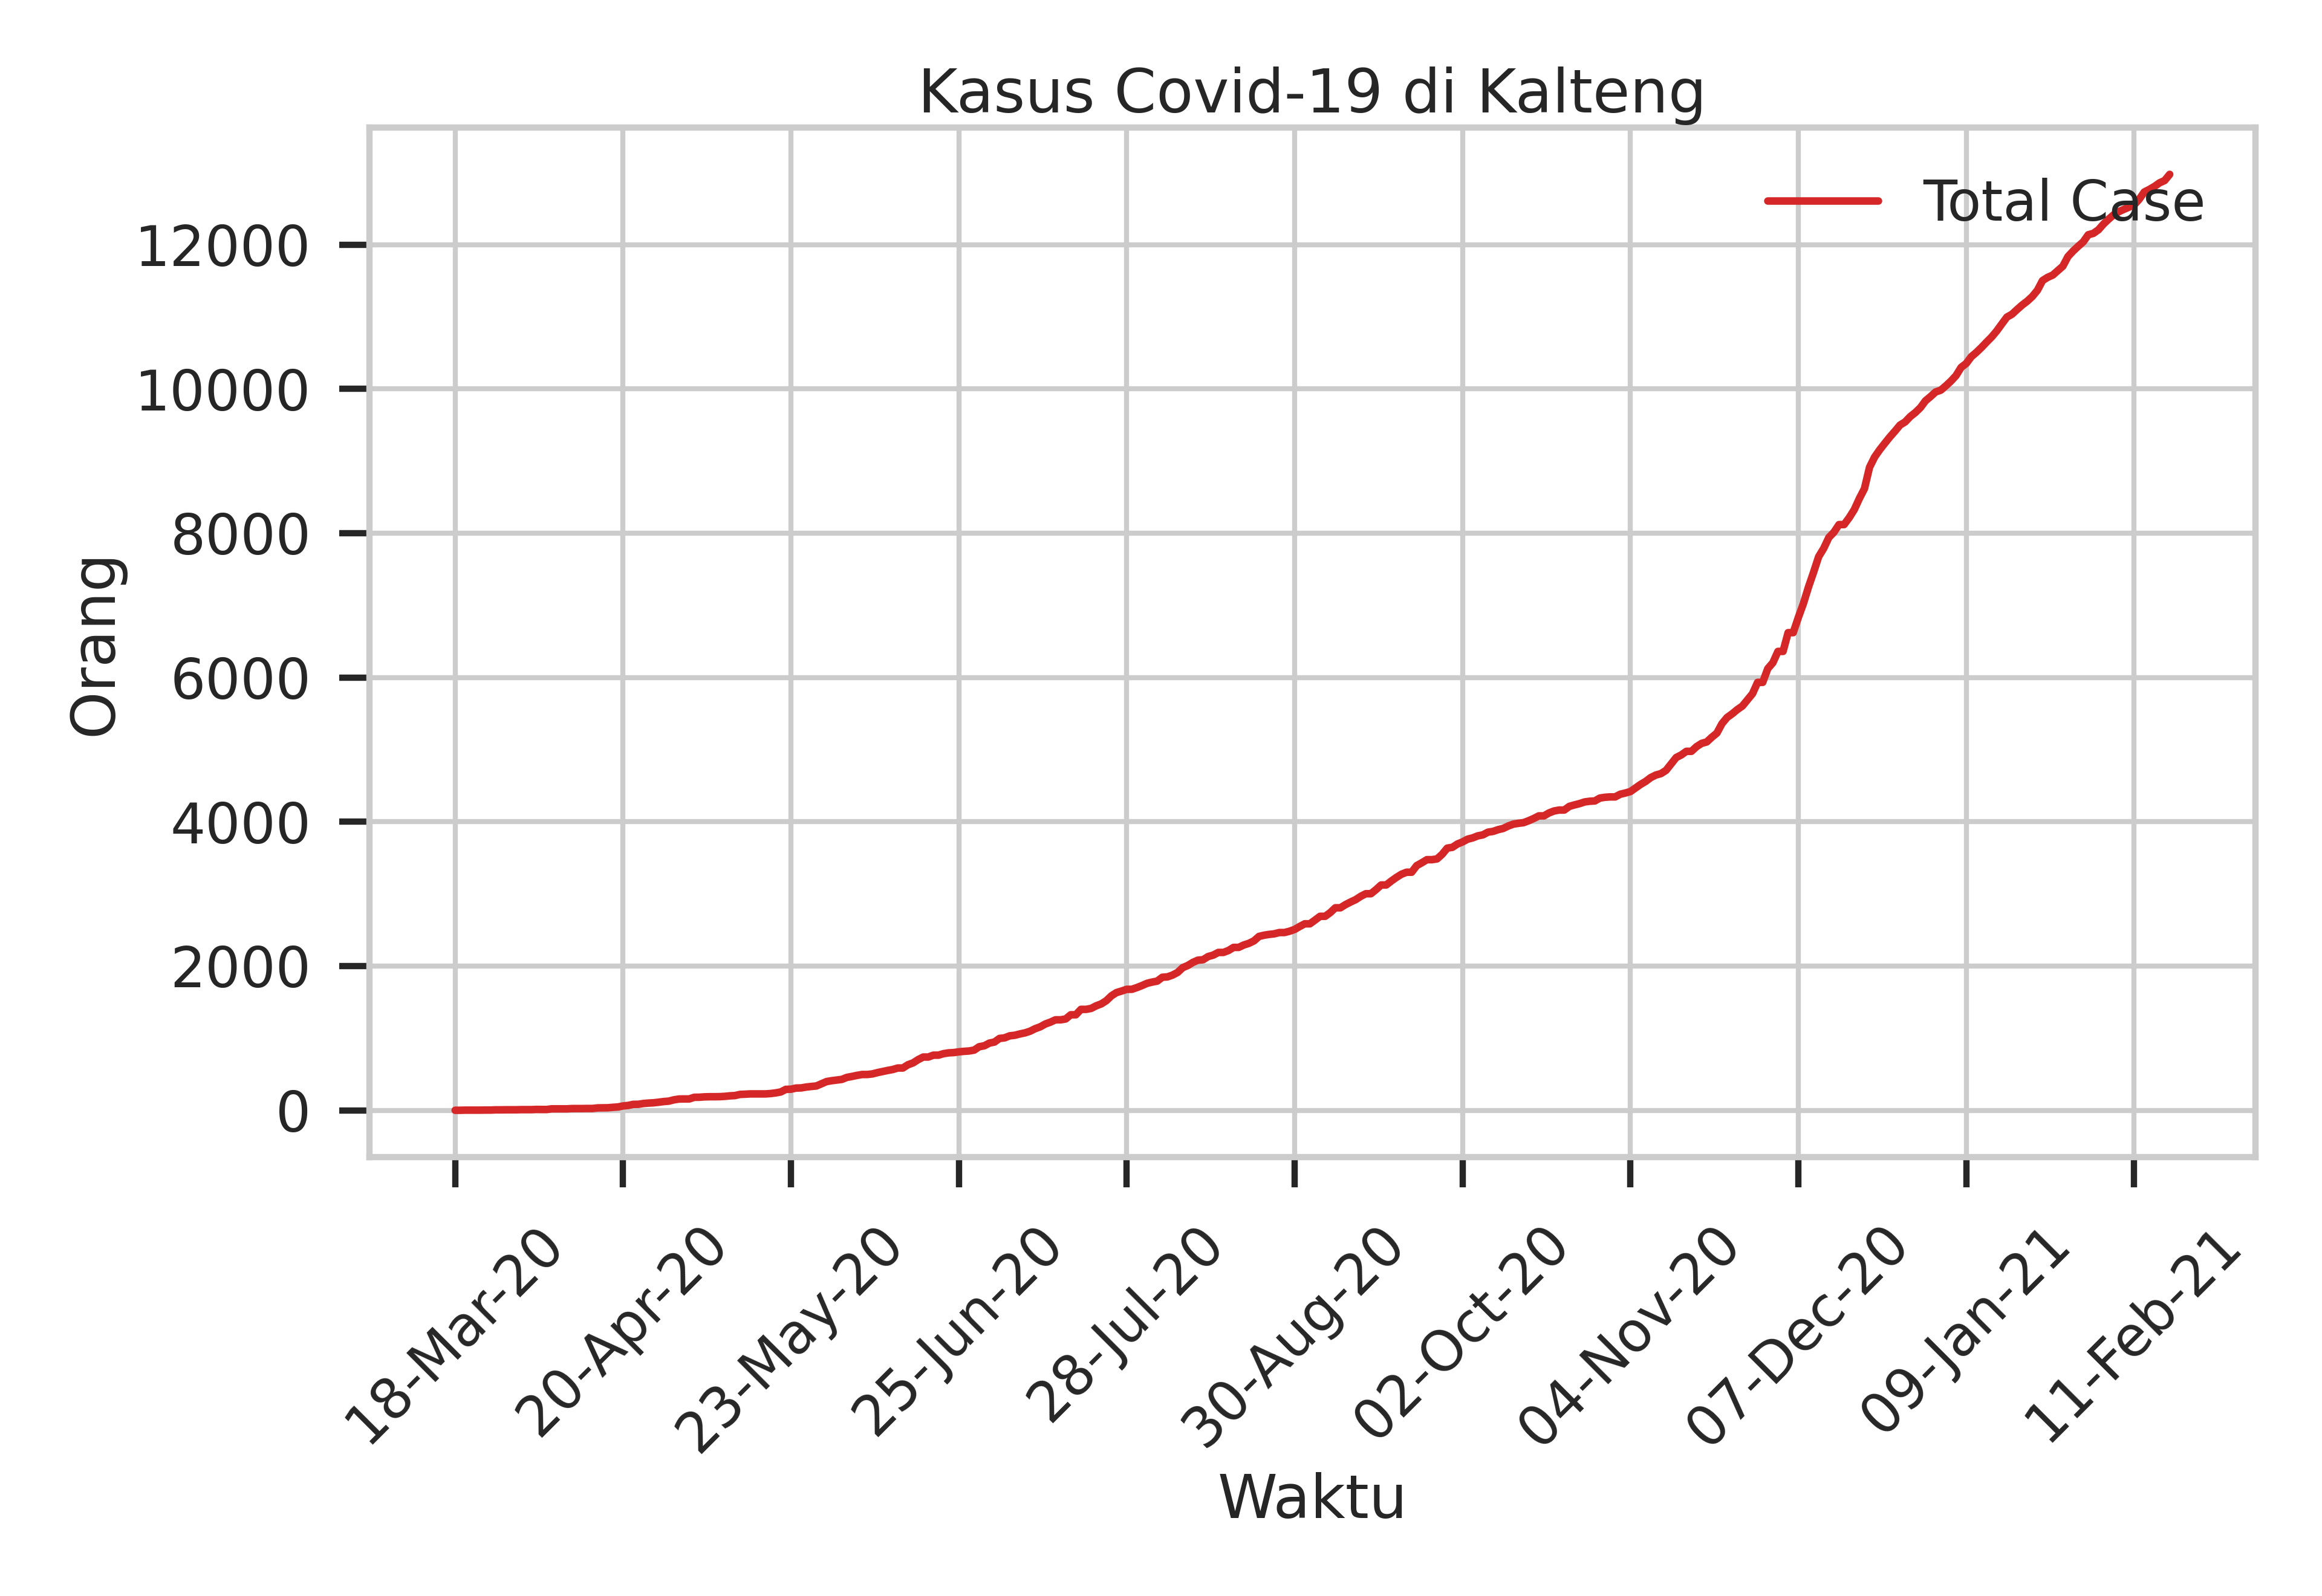 Kasus Covid-19 di Kalteng
Total Case
12000
10000
8000
6000
4000
2000
0
Orang
18-Mar-20
20-Apr-20
23-May-20
25-Jun-20
28-Jul-20
30-Aug-20
02-Oct-20
04-Nov-20
07-Dec-20
09-Jan-21
11-Feb-21
Waktu